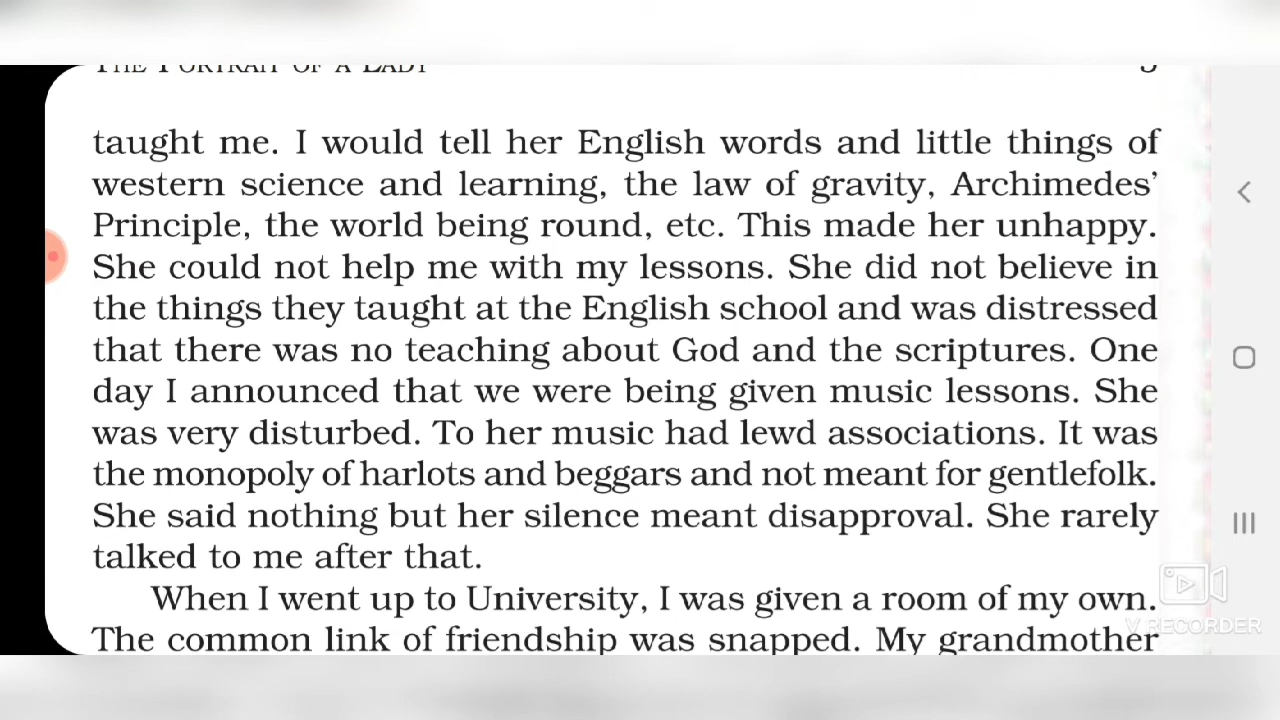 THE PORTRAIT OF A LADY
taught me. I would tell her English words and little things of
western science and learning, the law of gravity, Archimedes’
Principle, the world being round, etc. This made her unhappy.
She could not help me with my lessons. She did not believe in
the things they taught at the English school and was distressed
that there was no teaching about God and the scriptures. One
day I announced that we were being given music lessons. She
was very disturbed. To her music had lewd associations. It was
the monopoly of harlots and beggars and not meant for gentlefolk.
She said nothing but her silence meant disapproval. She rarely
talked to me after that.
When I went up to University, I was given a room of my own.
The common link of friendship was snapped. My grandmother
V RECORDER